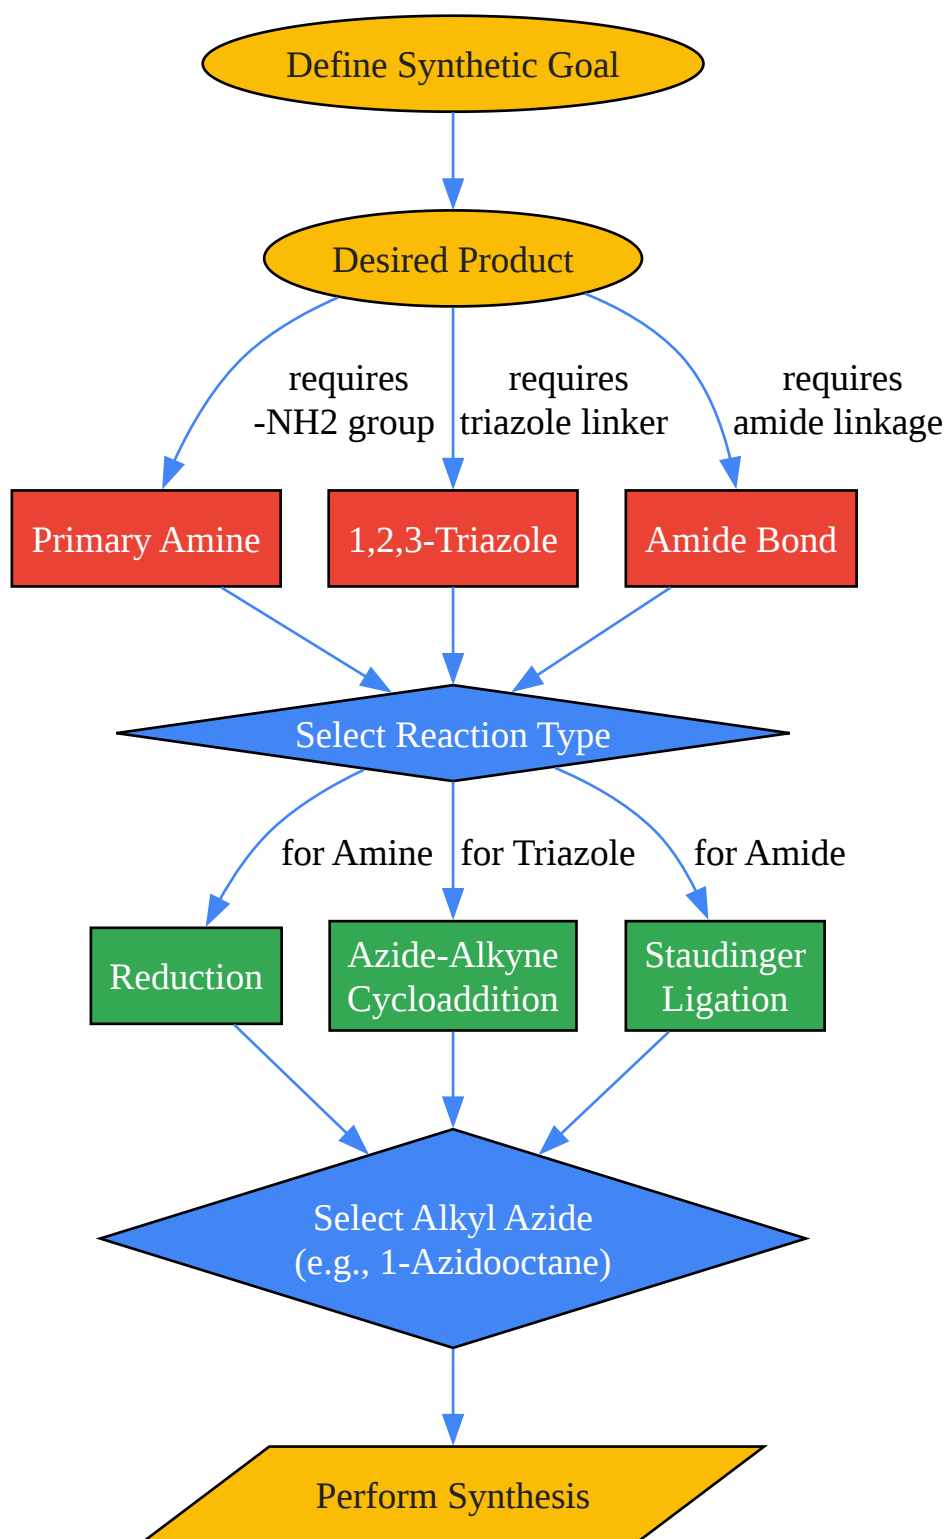 Define Synthetic Goal
Desired Product
requires
-NH2 group
requires
triazole linker
requires
amide linkage
Primary Amine
1,2,3-Triazole
Amide Bond
Select Reaction Type
for Amine
for Triazole
for Amide
Reduction
Azide-Alkyne
Cycloaddition
Staudinger
Ligation
Select Alkyl Azide
(e.g., 1-Azidooctane)
Perform Synthesis